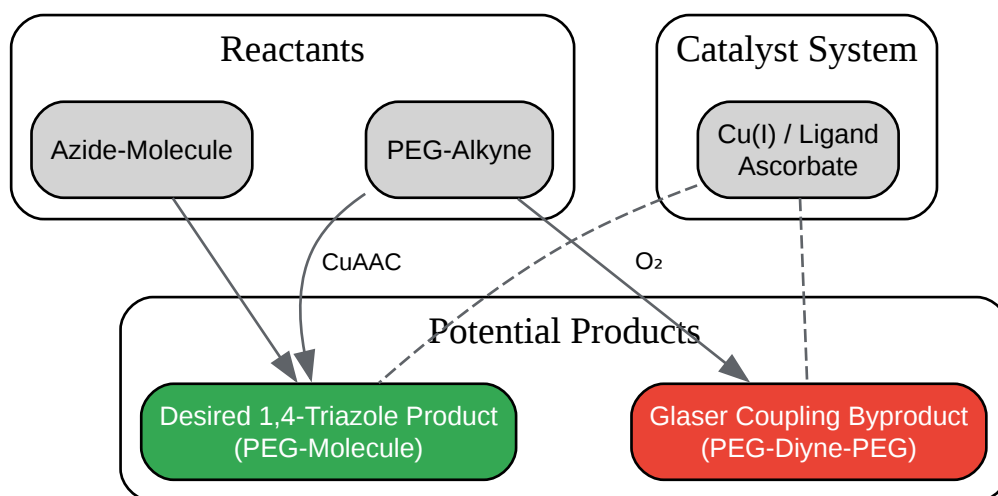 Reactants
Catalyst System
Azide-Molecule
PEG-Alkyne
Cu(I) / Ligand
Ascorbate
CuAAC
O₂
Potential Products
Desired 1,4-Triazole Product
(PEG-Molecule)
Glaser Coupling Byproduct
(PEG-Diyne-PEG)